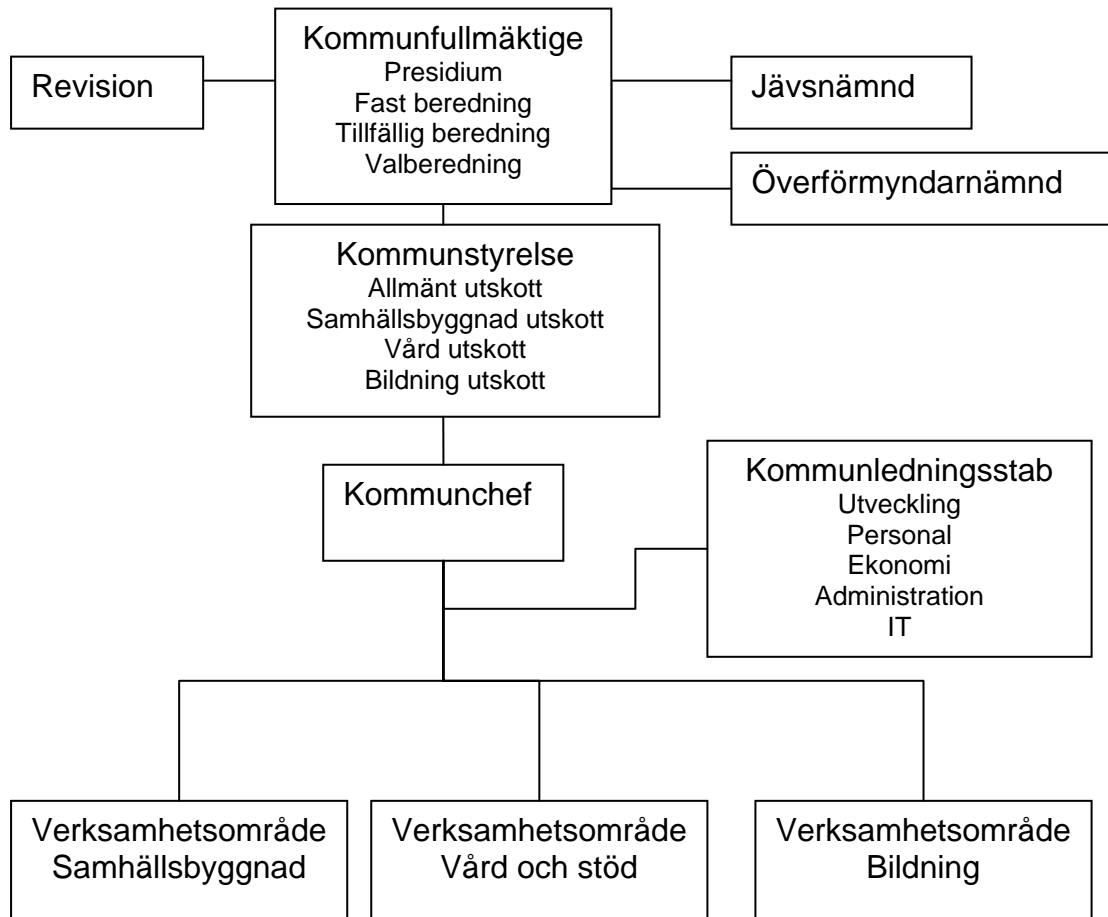 Kommunfullmäktige
Presidium
Fast beredning
Tillfällig beredning
Valberedning
Revision
Jävsnämnd
Överförmyndarnämnd
Kommunstyrelse
Allmänt utskott
Samhällsbyggnad utskott
Vård utskott
Bildning utskott
Kommunchef
Kommunledningsstab
Utveckling
Personal
Ekonomi
Administration
IT
Verksamhetsområde
Samhällsbyggnad
Verksamhetsområde
Vård och stöd
Verksamhetsområde
Bildning